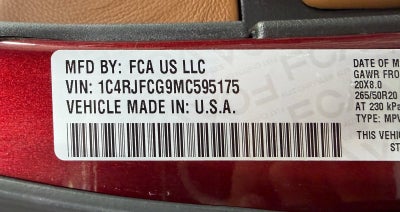 MFD BY: FCA US LLC
VIN: 1C4RJFCG9MC595175
VEHICLE MADE IN: U.S.A.
DATE OF M
GAWR FRO
20X8.0
265/50R20
AT 230 kPa
TYPE: MPV
THIS VEHIC
ST